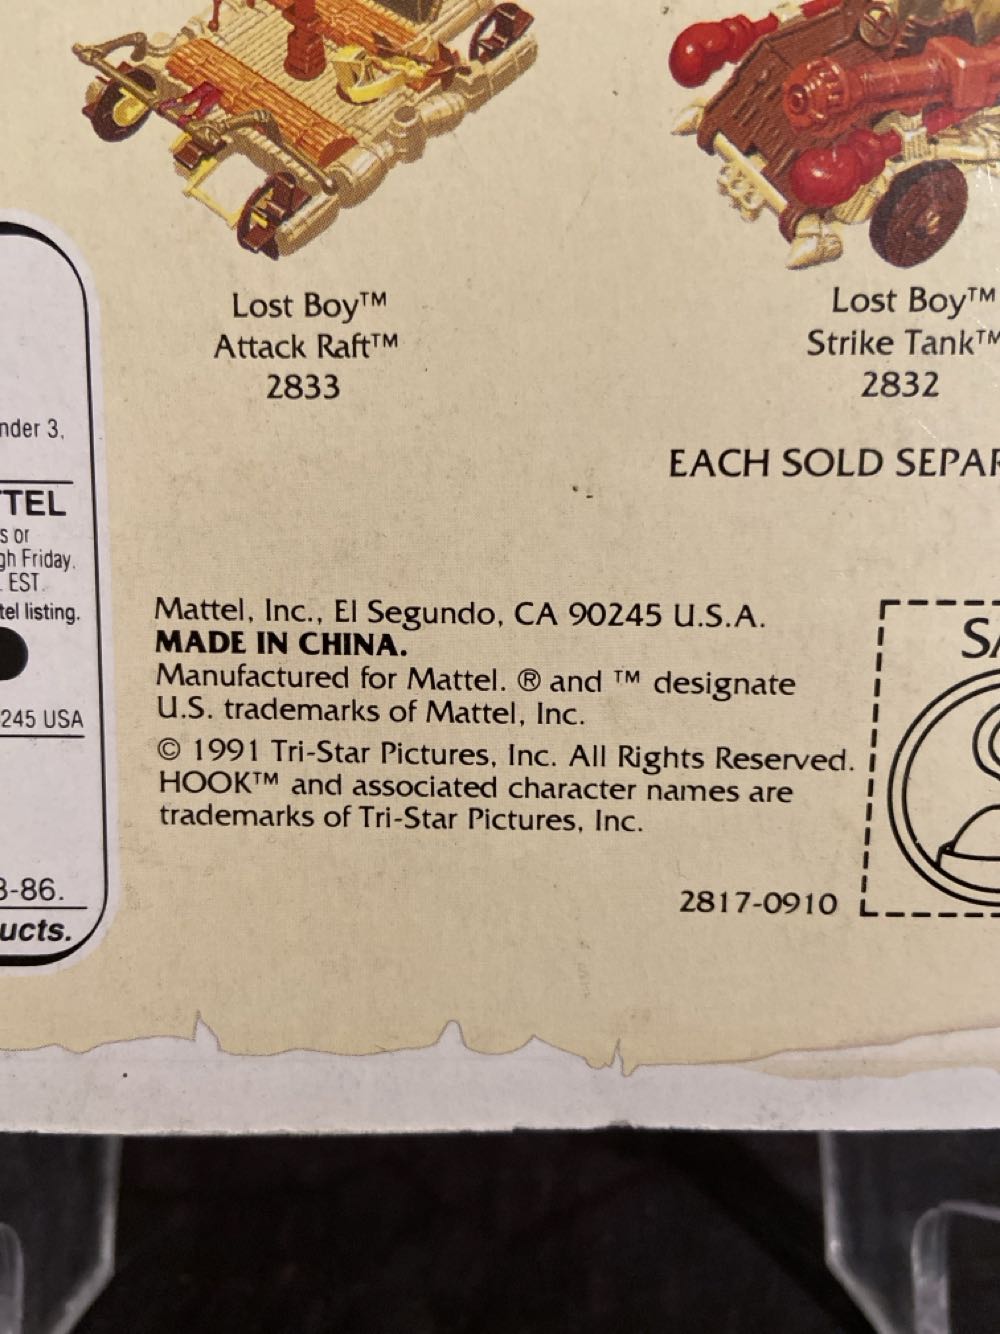 Lost Boy™
Attack Raft™
2833
Lost Boy™
Strike Tank™
2832
EACH SOLD
nder 3,
TEL
s or
gh Friday.
EST.
tel listing.
245 USA
3-86.
ucts.
Mattel, Inc., El Segundo, CA 90245 U.S.A.
MADE IN CHINA.
Manufactured for Mattel. ® and ™ designate
U.S. trademarks of Mattel, Inc.
© 1991 Tri-Star Pictures, Inc. All Rights Reserved.
HOOK™ and associated character names are
trademarks of Tri-Star Pictures, Inc.
2817-0910